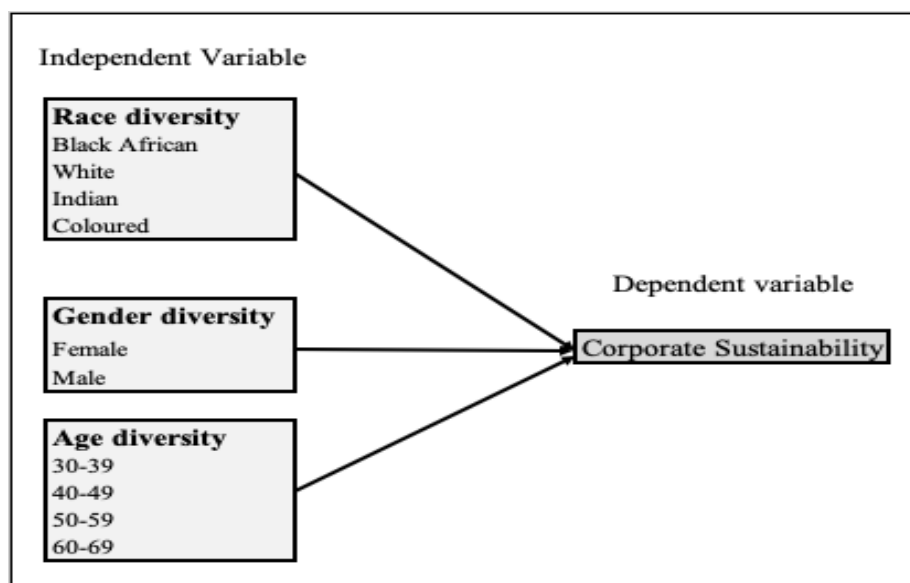 Independent Variable
Race diversity
Black African
White
Indian
Coloured
Gender diversity
Female
Male
Age diversity
30-39
40-49
50-59
60-69
Dependent variable
Corporate Sustainability